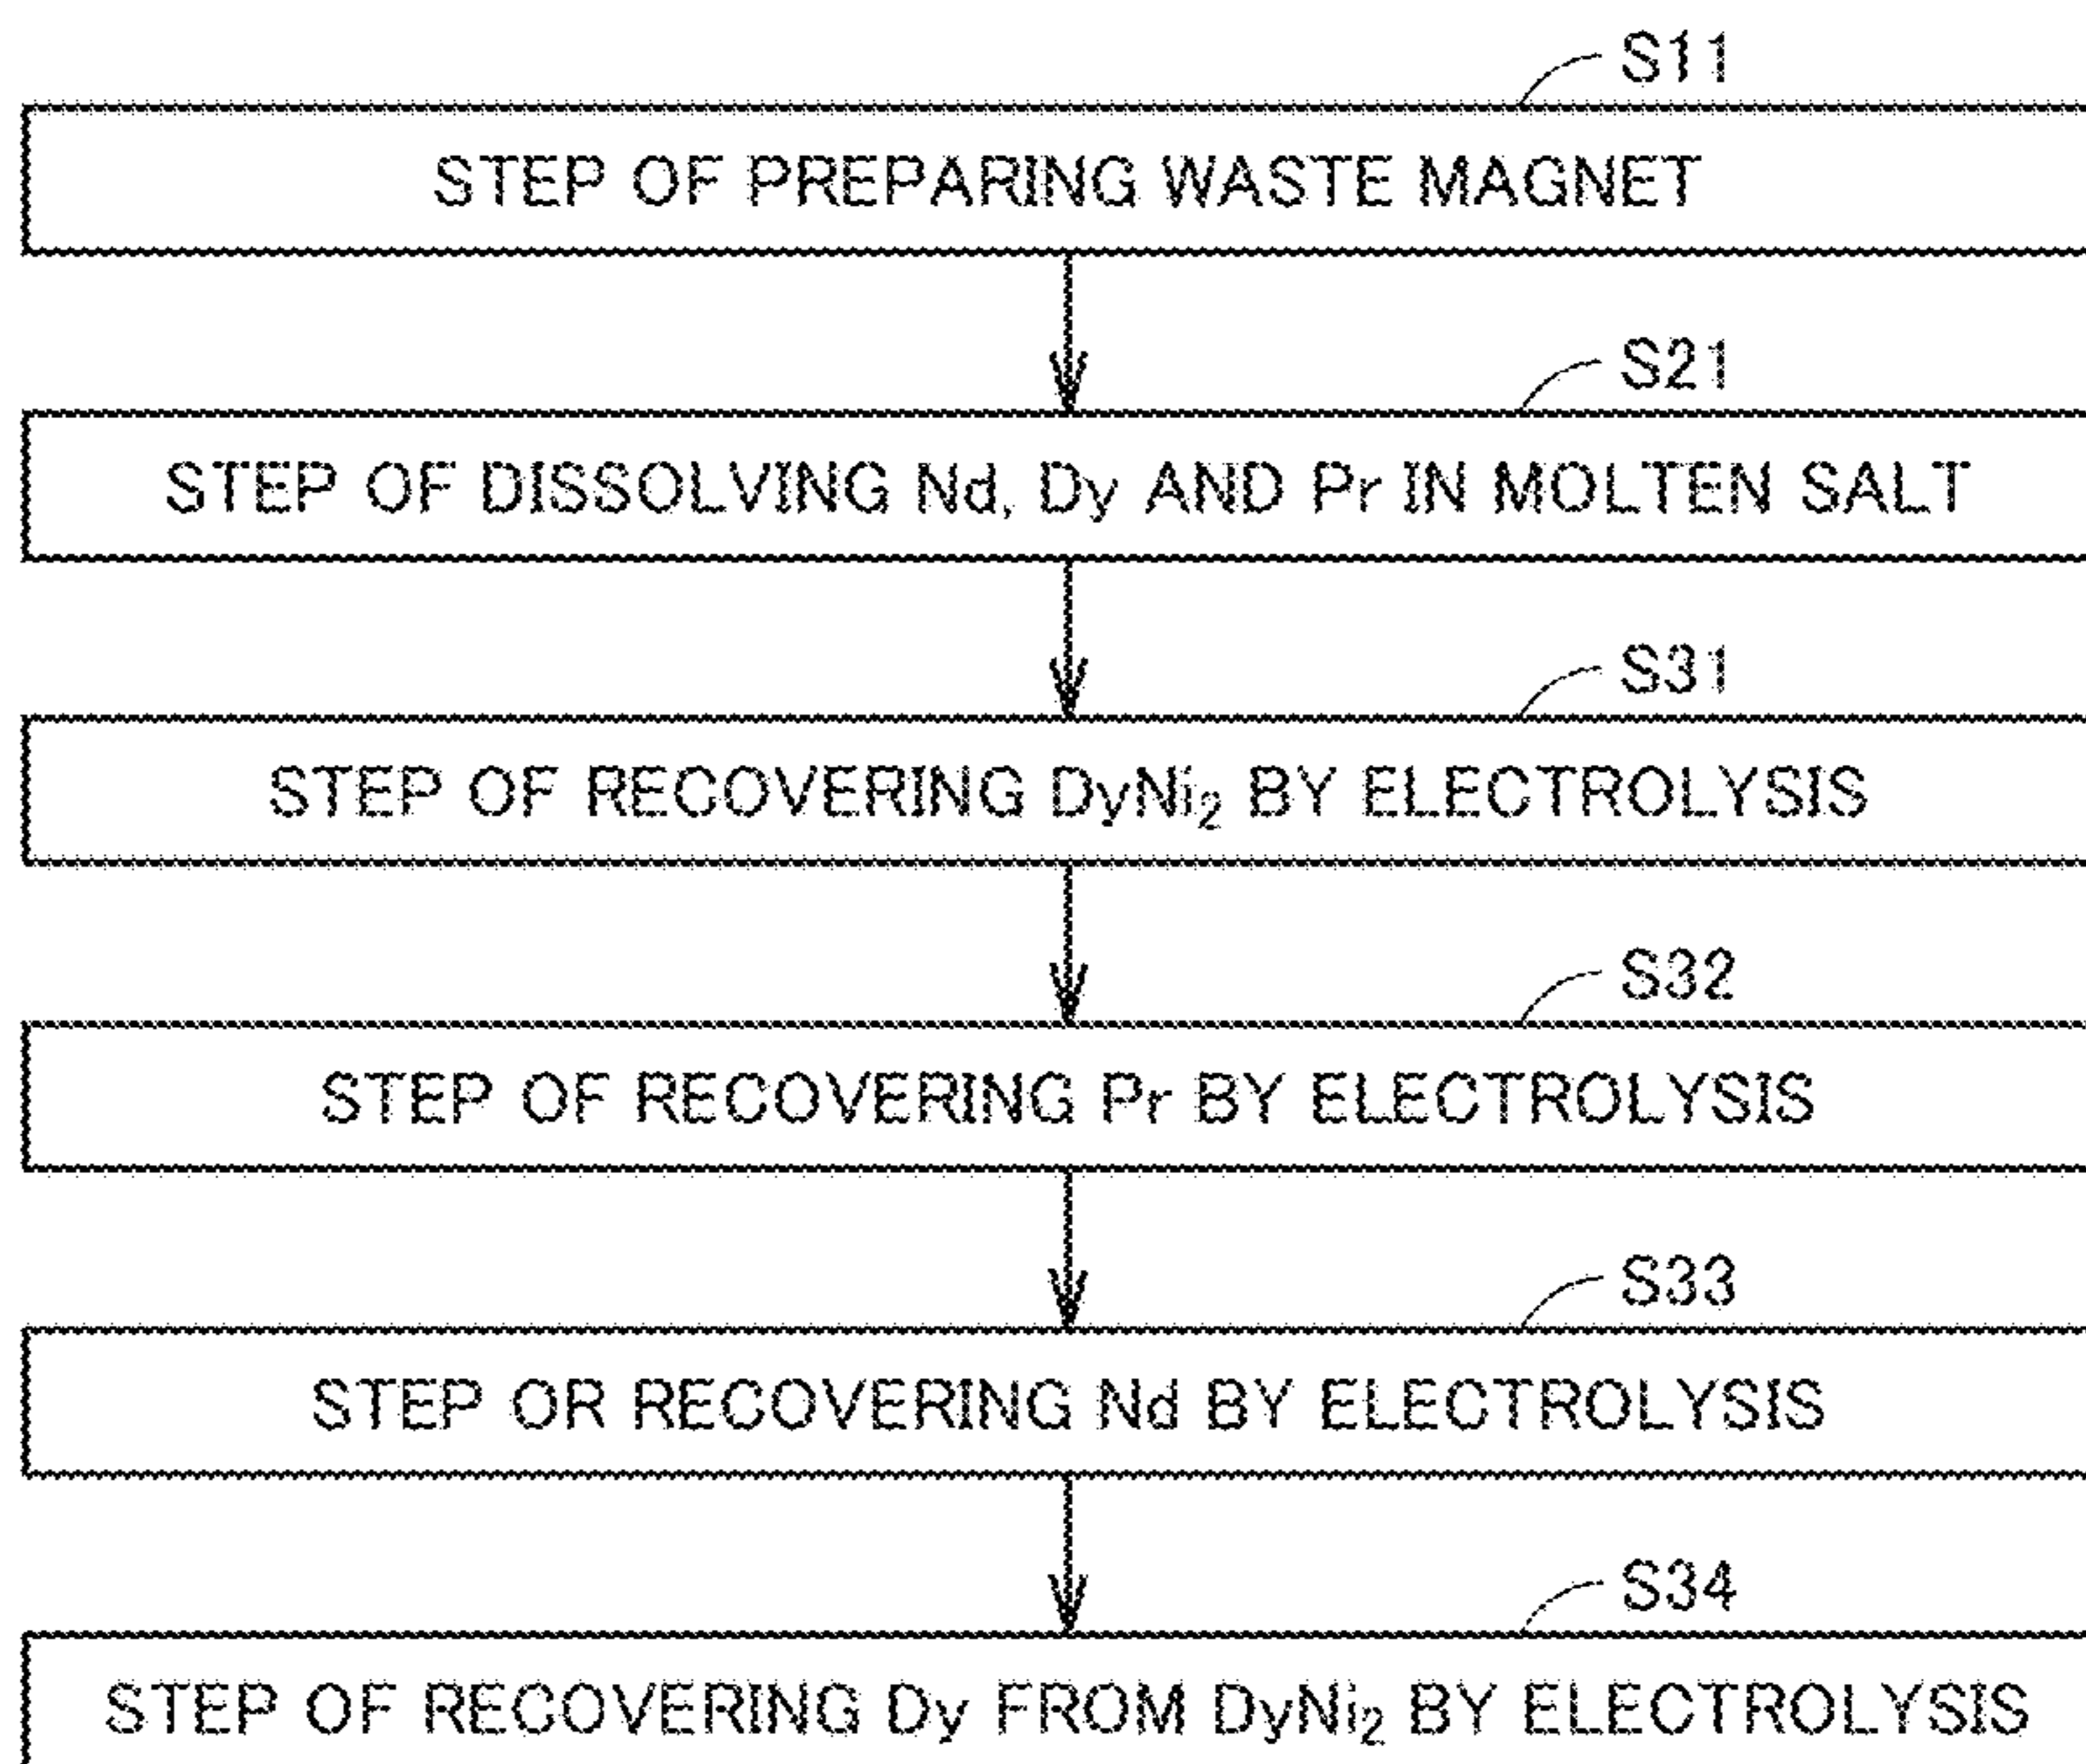 S11
STEP OF PREPARING WASTE MAGNET
S21
STEP OF DISSOLVING Nd, Dy AND Pr IN MOLTEN SALT
S31
STEP OF RECOVERING DyNi₂ BY ELECTROLYSIS
S32
STEP OF RECOVERING Pr BY ELECTROLYSIS
S33
STEP OR RECOVERING Nd BY ELECTROLYSIS
S34
STEP OF RECOVERING Dy FROM DyNi₂ BY ELECTROLYSIS